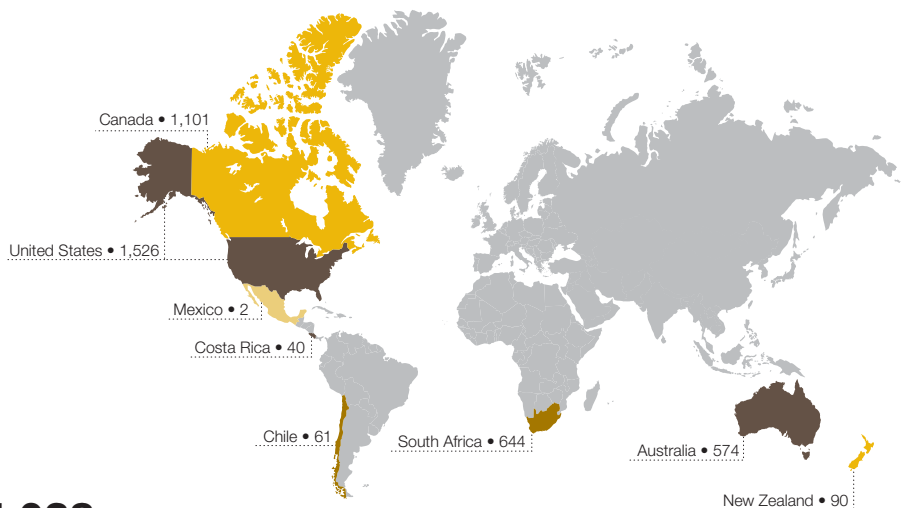 Canada • 1,101
United States • 1,526
Mexico • 2
Costa Rica • 40
Chile • 61
South Africa • 644
Australia • 574
New Zealand • 90